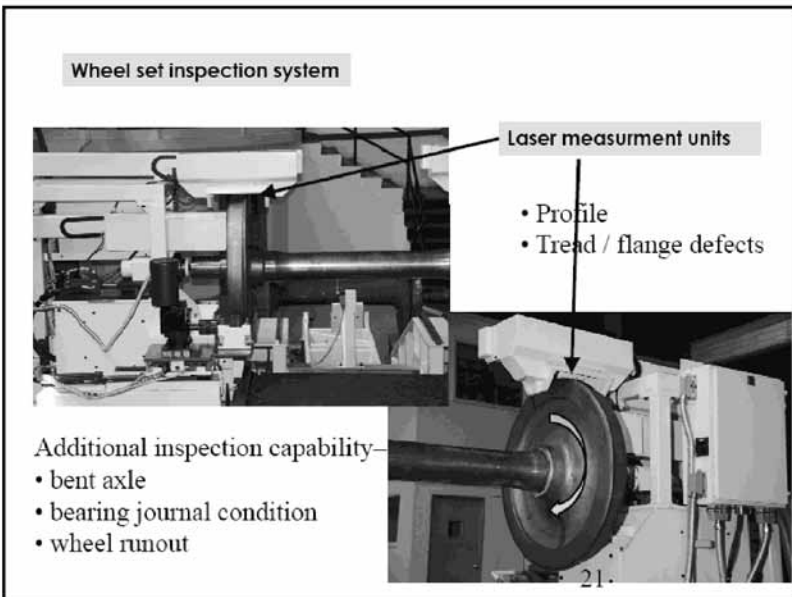 Wheel set inspection system
Laser measurment units
• Profile
• Tread / flange defects
Additional inspection capability–
• bent axle
• bearing journal condition
• wheel runout
21